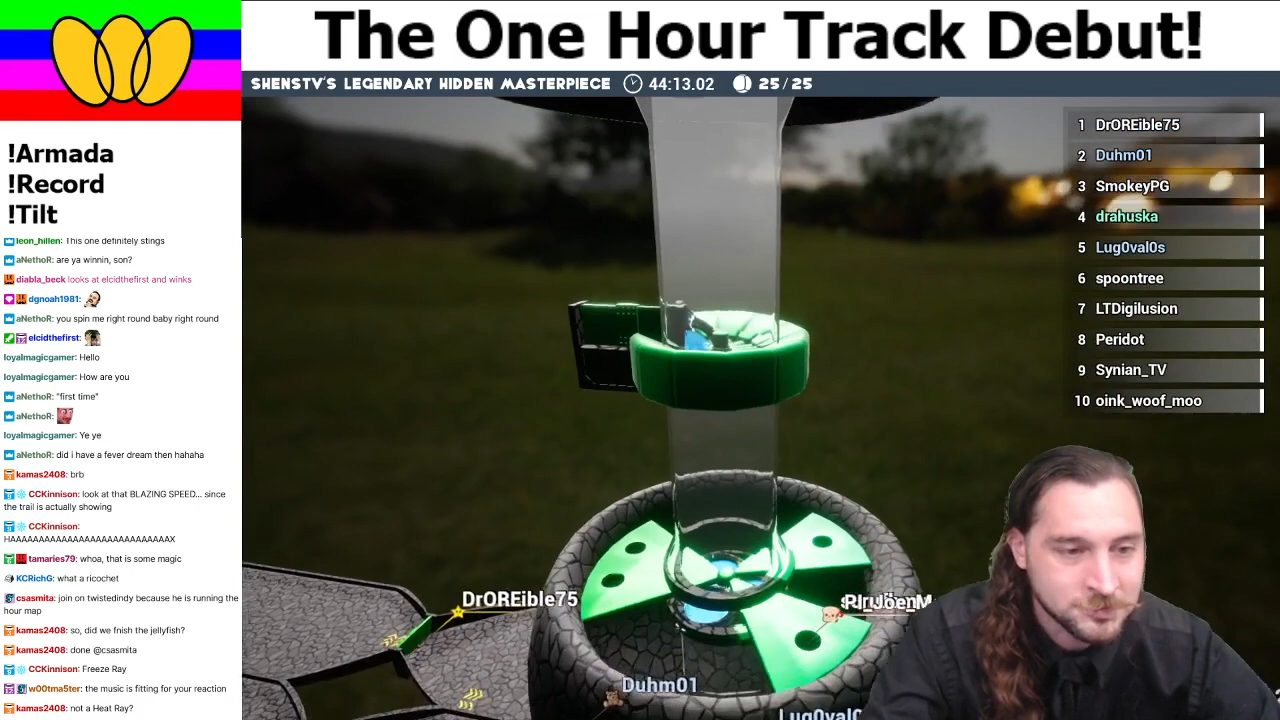 The One Hour Track Debut!
SHENSTV'S LEGENDARY HIDDEN MASTERPIECE 44:13.02 25/25
!Armada
!Record
!Tilt
leon_hillen: This one definitely stings
aNethoR: are ya winnin, son?
diabla_beck looks at elcidthefirst and winks
dgnoah1981:
aNethoR: you spin me right round baby right round
elcidthefirst:
loyalmagicgamer: Hello
loyalmagicgamer: How are you
aNethoR: "first time"
aNethoR:
loyalmagicgamer: Ye ye
aNethoR: did i have a fever dream then hahaha
kamas2408: brb
CCKinnison: look at that BLAZING SPEED... since
the trail is actually showing
CCKinnison:
HAAAAAAAAAAAAAAAAAAAAAAAAAAAAAX
tamaries79: whoa, that is some magic
KCRichG: what a ricochet
csasmita: join on twistedindy because he is running the
hour map
kamas2408: so, did we fnish the jellyfish?
kamas2408: done @csasmita
CCKinnison: Freeze Ray
w00tma5ter: the music is fitting for your reaction
kamas2408: not a Heat Ray?
1 DrOREible75
2 Duhm01
3 SmokeyPG
4 drahuska
5 Lug0val0s
6 spoontree
7 LTDigilusion
8 Peridot
9 Synian_TV
10 oink_woof_moo
DrOREible75
Duhm01